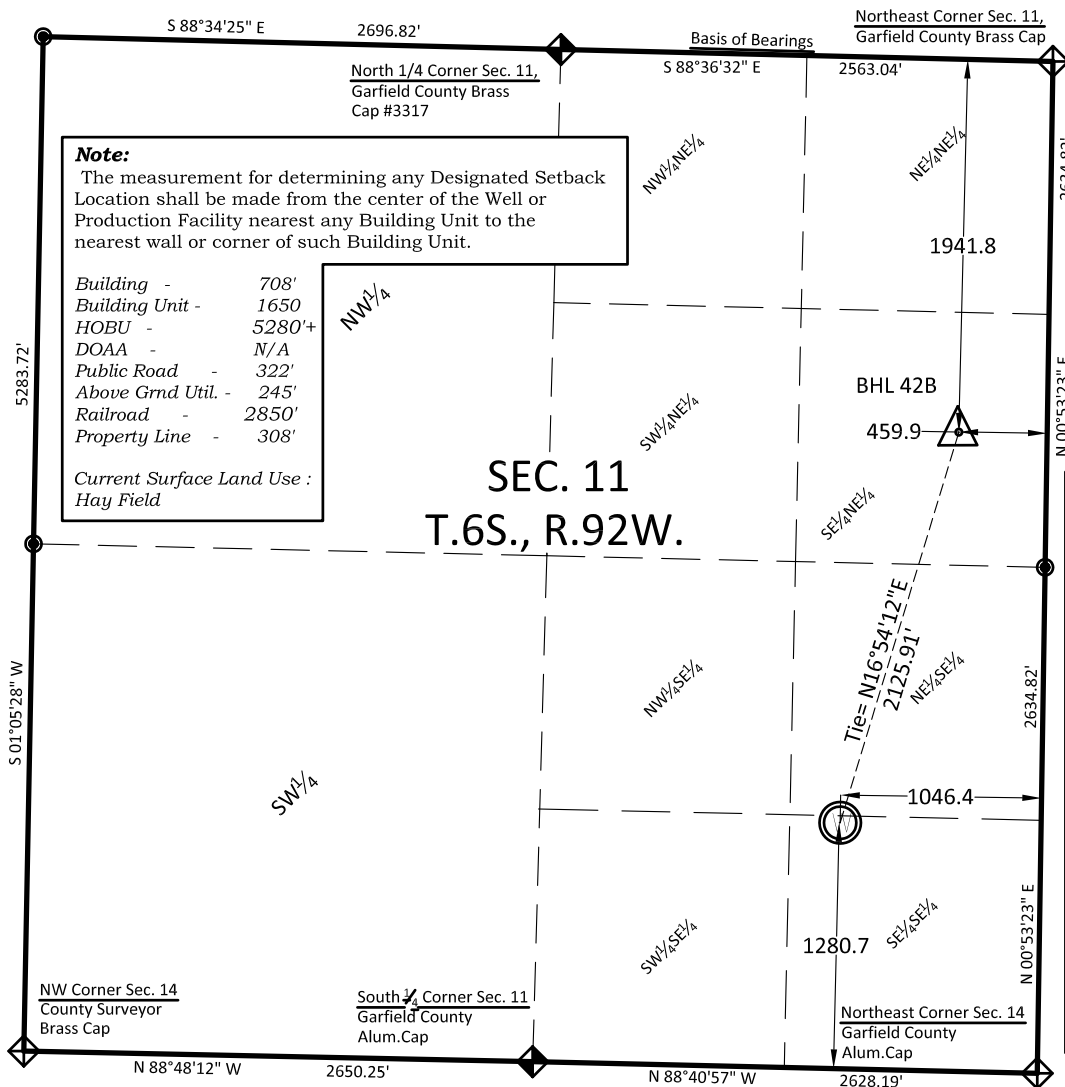 S 88°34'25" E 2696.82'
Northeast Corner Sec. 11,
Garfield County Brass Cap
Basis of Bearings
S 88°36'32" E 2563.04'
North 1/4 Corner Sec. 11,
Garfield County Brass
Cap #3317
Note:
The measurement for determining any Designated Setback
Location shall be made from the center of the Well or
Production Facility nearest any Building Unit to the
nearest wall or corner of such Building Unit.
Building - 708'
Building Unit - 1650
HOBU - 5280'+
DOAA - N/A
Public Road - 322'
Above Grnd Util. - 245'
Railroad - 2850'
Property Line - 308'
Current Surface Land Use :
Hay Field
NW¼
NW¼NE¼
NE¼NE¼
1941.8
5283.72'
N 00°53'23" E
BHL 42B
459.9
SW¼NE¼
SE¼NE¼
SEC. 11
T.6S., R.92W.
Tie= N16°54'12"E
2125.91'
NW¼SE¼
NE¼SE¼
2634.82'
S 01°05'28" W
SW¼
1046.4
1280.7
SW¼SE¼
SE¼SE¼
N 00°53'23" E
NW Corner Sec. 14
County Surveyor
Brass Cap
South ¼ Corner Sec. 11
Garfield County
Alum.Cap
Northeast Corner Sec. 14
Garfield County
Alum.Cap
N 88°48'12" W 2650.25'
N 88°40'57" W 2628.19'